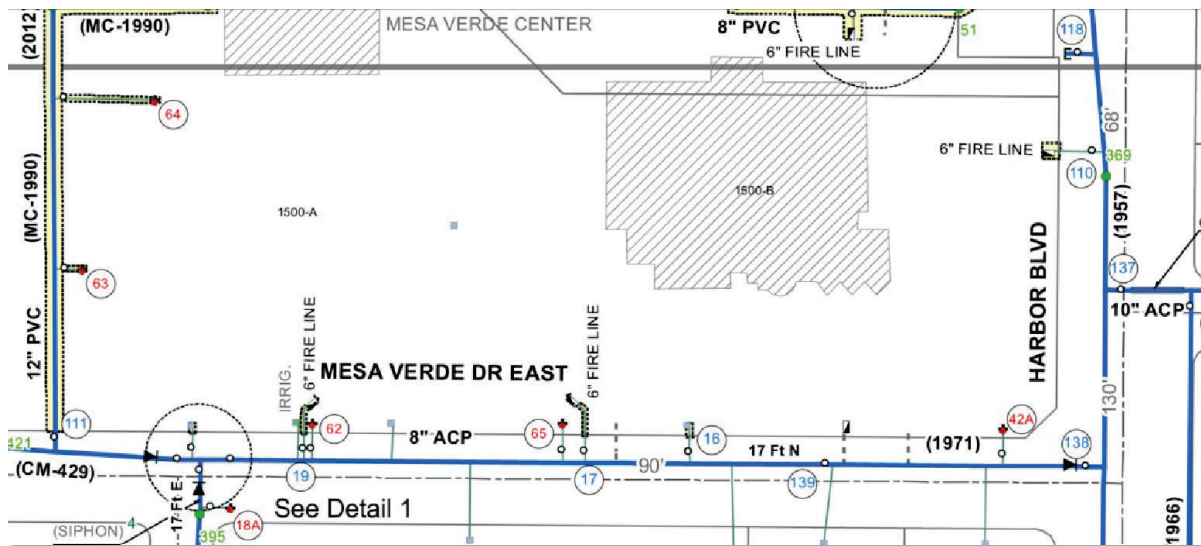 (2012)
(MC-1990)
MESA VERDE CENTER
8" PVC
51
118
6" FIRE LINE
64
68'
6" FIRE LINE
369
110
(MC-1990)
1500-A
1500-B
(1957)
HARBOR BLVD
137
63
10" ACP
12" PVC
IRRIG.
6" FIRE LINE
MESA VERDE DR EAST
6" FIRE LINE
130'
111
62
65
16
42A
421
8" ACP
17 Ft N
(1971)
138
(CM-429)
19
90'
17
139
17 Ft E
See Detail 1
18A
(SIPHON)
4
395
1966)